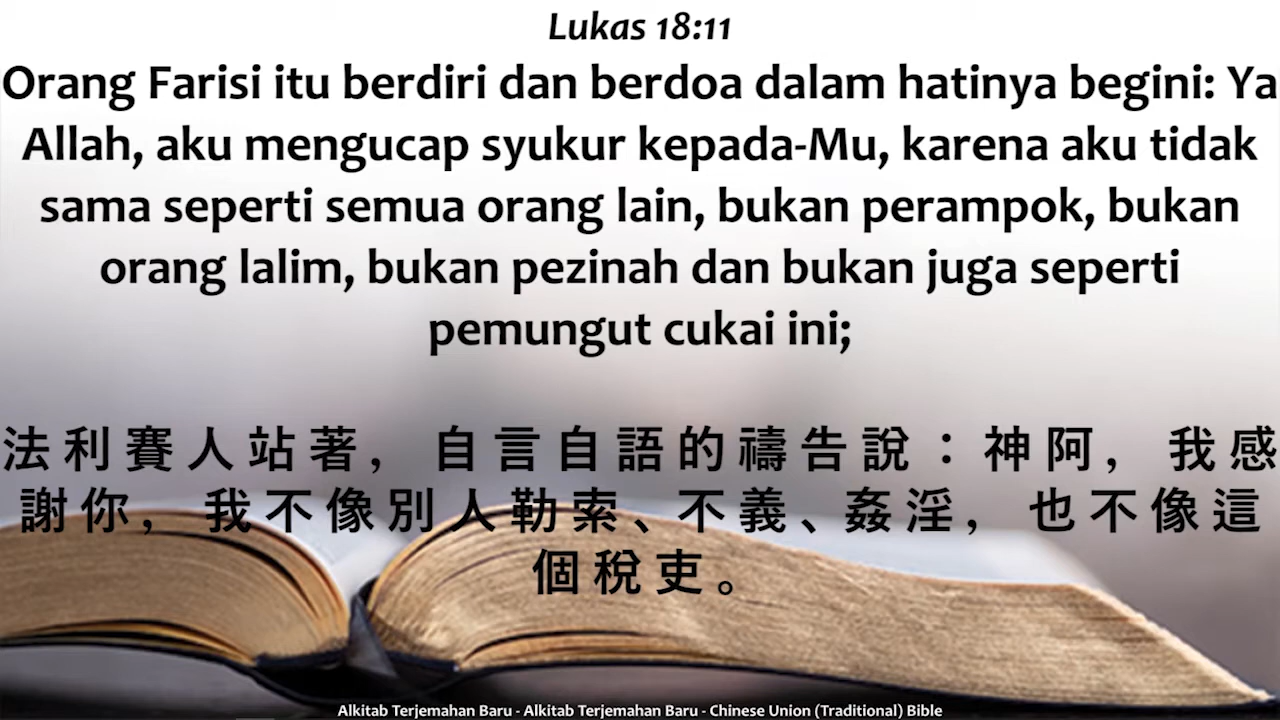 Lukas 18:11
Orang Farisi itu berdiri dan berdoa dalam hatinya begini: Ya
Allah, aku mengucap syukur kepada-Mu, karena aku tidak
sama seperti semua orang lain, bukan perampok, bukan
orang lalim, bukan pezinah dan bukan juga seperti
pemungut cukai ini;
法利賽人站著，自言自語的禱告說：神阿，我感
謝你，我不像別人勒索、不義、姦淫，也不像這
個稅吏。
Alkitab Terjemahan Baru - Alkitab Terjemahan Baru - Chinese Union (Traditional) Bible